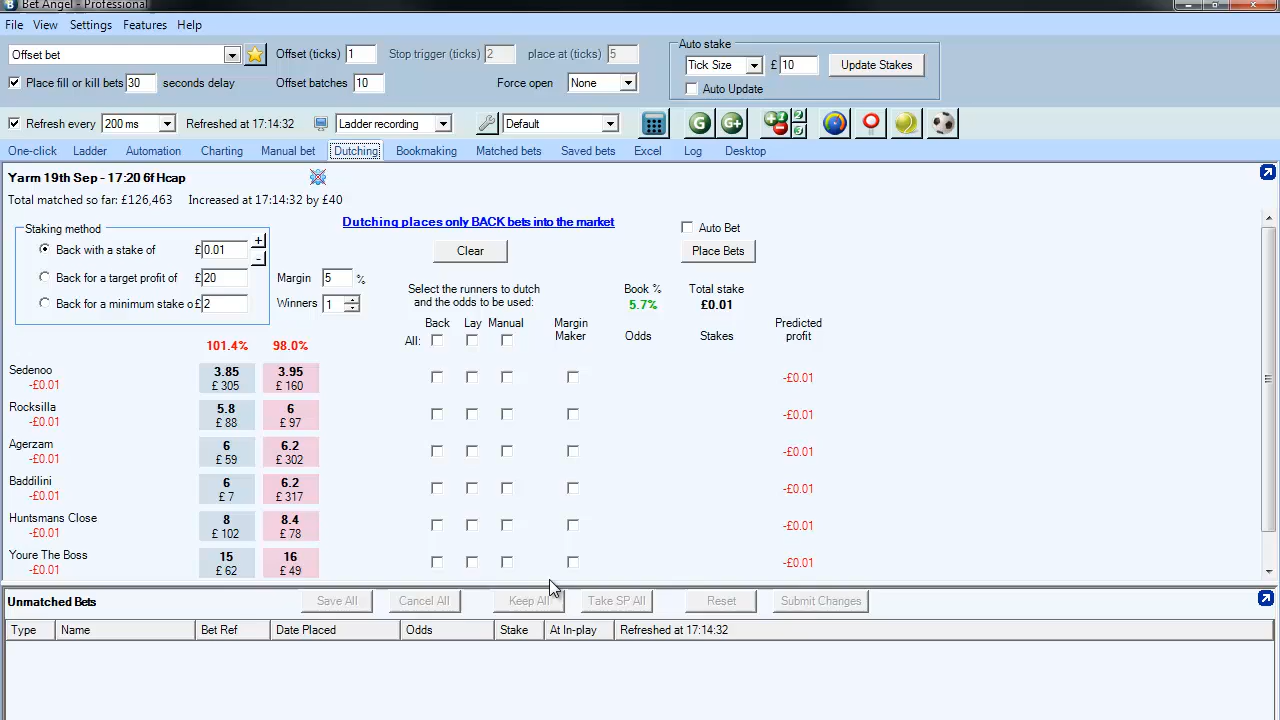 Bet Angel - Professional
File View Settings Features Help
Offset bet Offset (ticks) 1 Stop trigger (ticks) 2 place at (ticks) 5
Auto stake
Tick Size £ 10 Update Stakes
Place fill or kill bets 30 seconds delay Offset batches 10 Force open None
Auto Update
Refresh every 200 ms Refreshed at 17:14:32 Ladder recording Default
One-click Ladder Automation Charting Manual bet Dutching Bookmaking Matched bets Saved bets Excel Log Desktop
Yarm 19th Sep - 17:20 6f Hcap
Total matched so far: £126,463 Increased at 17:14:32 by £40
Dutching places only BACK bets into the market
Auto Bet
Staking method
Back with a stake of £ 0.01 + -
Clear Place Bets
Back for a target profit of £ 20 Margin 5 %
Back for a minimum stake o £ 2 Winners 1
Select the runners to dutch
and the odds to be used:
Book % Total stake
5.7% £0.01
Back Lay Manual Margin Maker Odds Stakes Predicted profit
All:
101.4% 98.0%
Sedenoo 3.85 3.95
-£0.01 £ 305 £ 160 -£0.01
Rocksilla 5.8 6
-£0.01 £ 88 £ 97 -£0.01
Agerzam 6 6.2
-£0.01 £ 59 £ 302 -£0.01
Baddilini 6 6.2
-£0.01 £ 7 £ 317 -£0.01
Huntsmans Close 8 8.4
-£0.01 £ 102 £ 78 -£0.01
Youre The Boss 15 16
-£0.01 £ 62 £ 49 -£0.01
Unmatched Bets Save All Cancel All Keep All Take SP All Reset Submit Changes
Type Name Bet Ref Date Placed Odds Stake At In-play Refreshed at 17:14:32